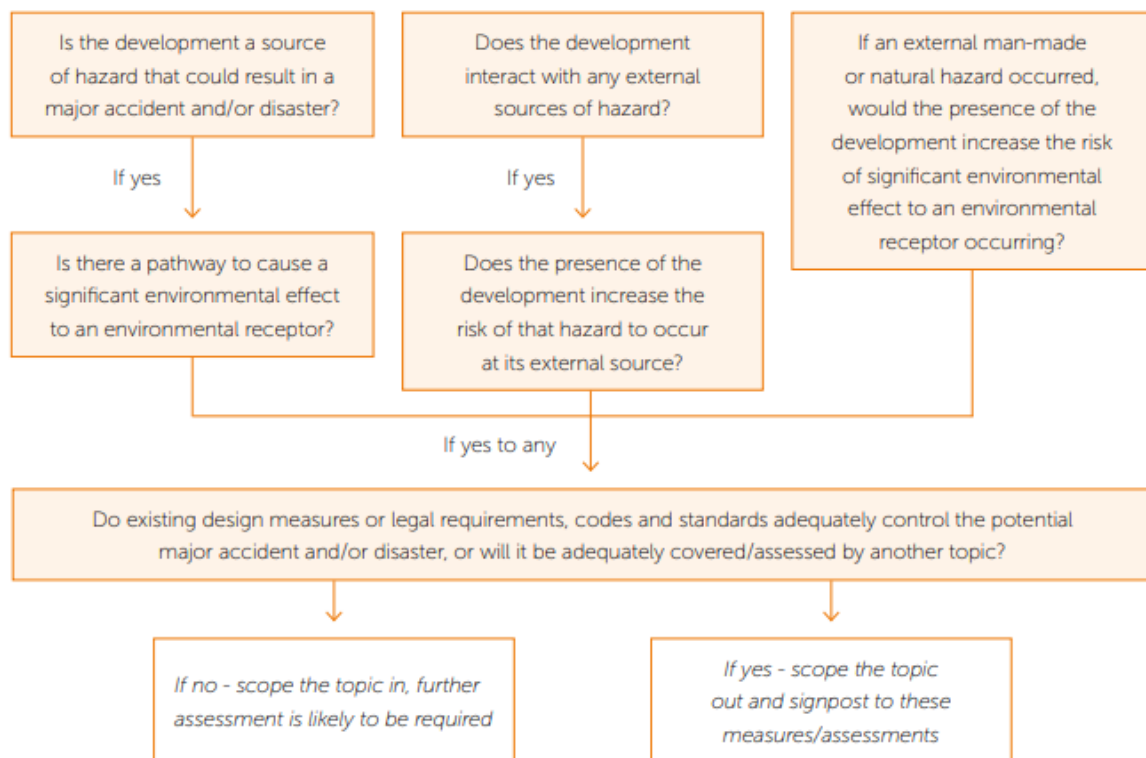 Is the development a source
of hazard that could result in a
major accident and/or disaster?
Does the development
interact with any external
sources of hazard?
If an external man-made
or natural hazard occurred,
would the presence of the
development increase the risk
of significant environmental
effect to an environmental
receptor occurring?
If yes
If yes
Is there a pathway to cause a
significant environmental effect
to an environmental receptor?
Does the presence of the
development increase the
risk of that hazard to occur
at its external source?
If yes to any
Do existing design measures or legal requirements, codes and standards adequately control the potential
major accident and/or disaster, or will it be adequately covered/assessed by another topic?
If no - scope the topic in, further
assessment is likely to be required
If yes - scope the topic
out and signpost to these
measures/assessments